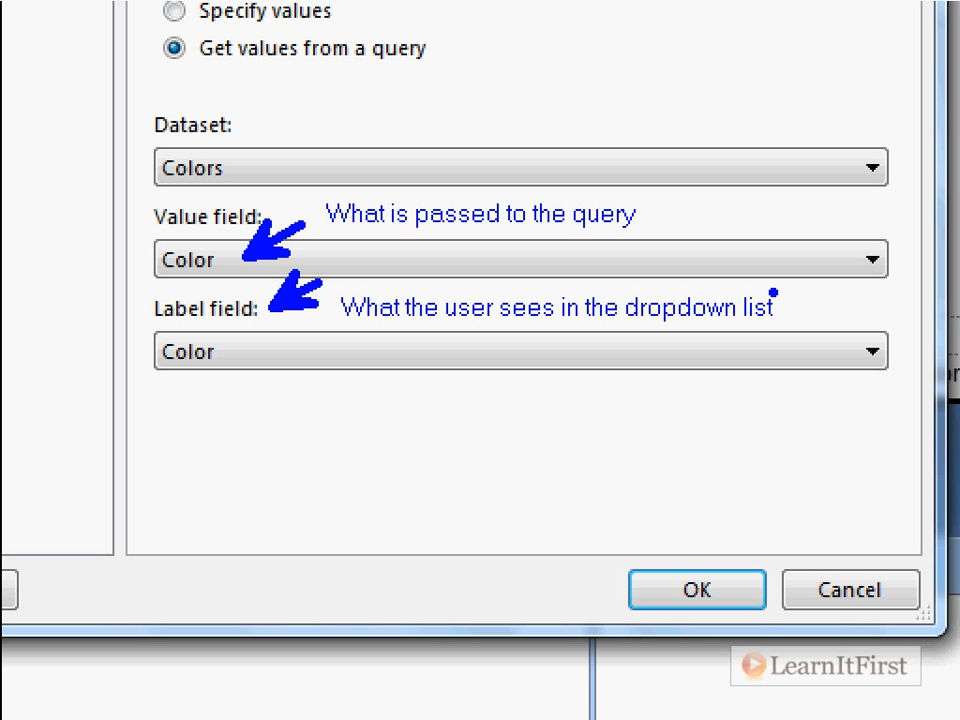 Specify values
Get values from a query
Dataset:
Colors
Value field:
What is passed to the query
Color
Label field:
What the user sees in the dropdown list
Color
OK
Cancel
LearnItFirst